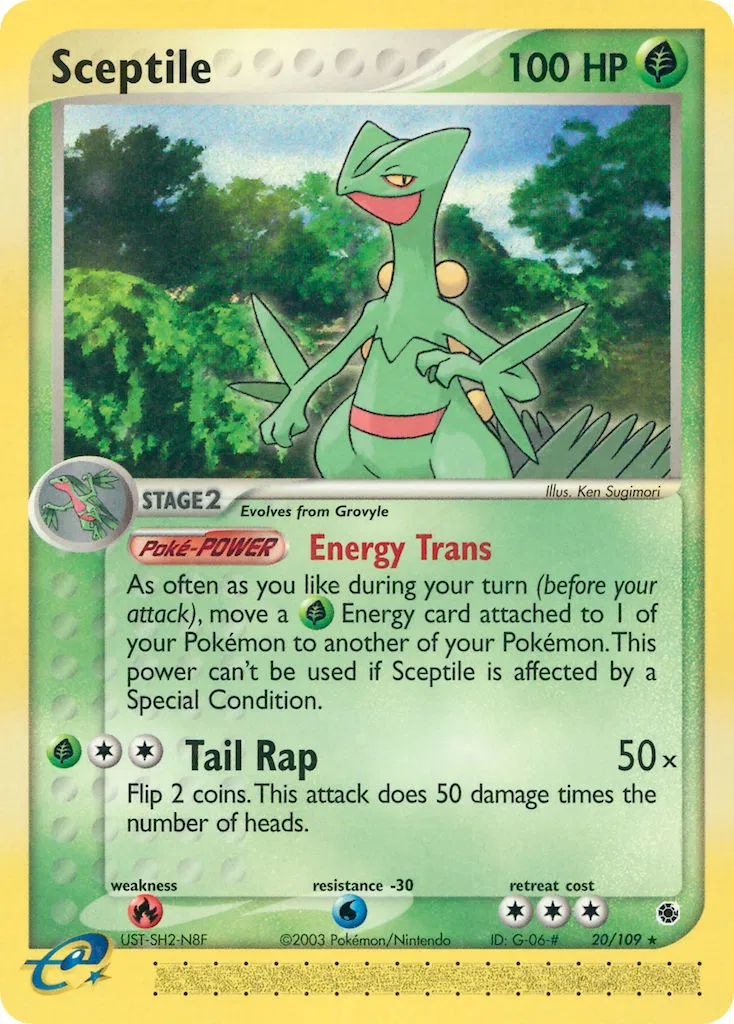 Sceptile 100 HP
Illus. Ken Sugimori
STAGE2
Evolves from Grovyle
Poké-POWER Energy Trans
As often as you like during your turn (before your
attack), move a Energy card attached to 1 of
your Pokémon to another of your Pokémon. This
power can't be used if Sceptile is affected by a
Special Condition.
Tail Rap 50x
Flip 2 coins. This attack does 50 damage times the
number of heads.
weakness resistance -30 retreat cost
UST-SH2-N8F ©2003 Pokémon/Nintendo ID: G-06-# 20/109 ★
e